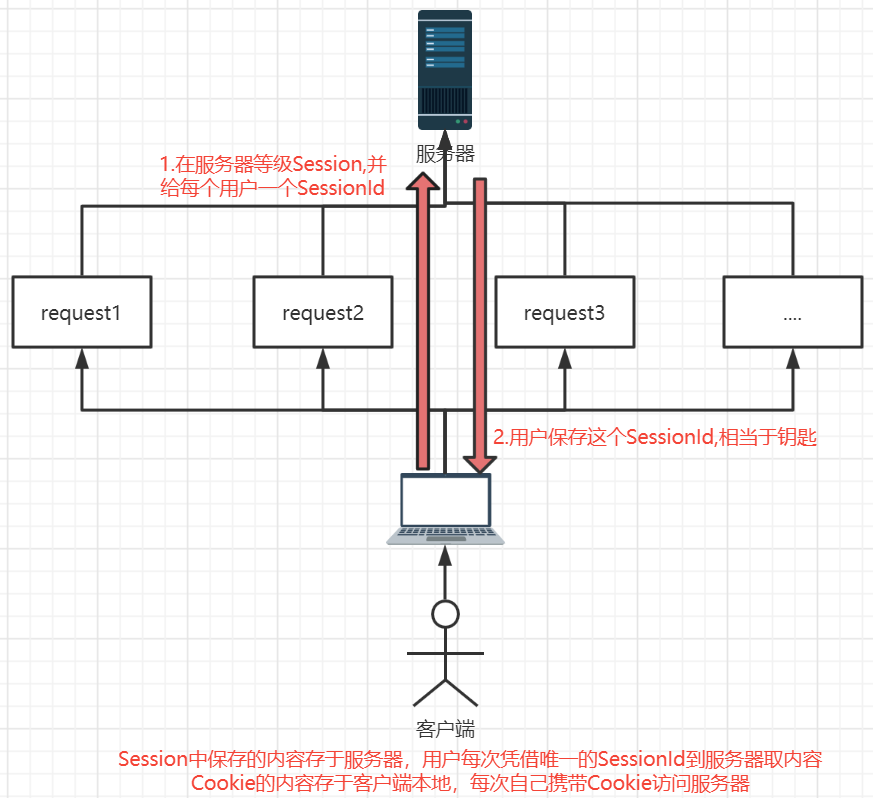 服务器
1.在服务器等级Session,并
给每个用户一个SessionId
request1
request2
request3
....
2.用户保存这个SessionId,相当于钥匙
客户端
Session中保存的内容存于服务器，用户每次凭借唯一的SessionId到服务器取内容
Cookie的内容存于客户端本地，每次自己携带Cookie访问服务器